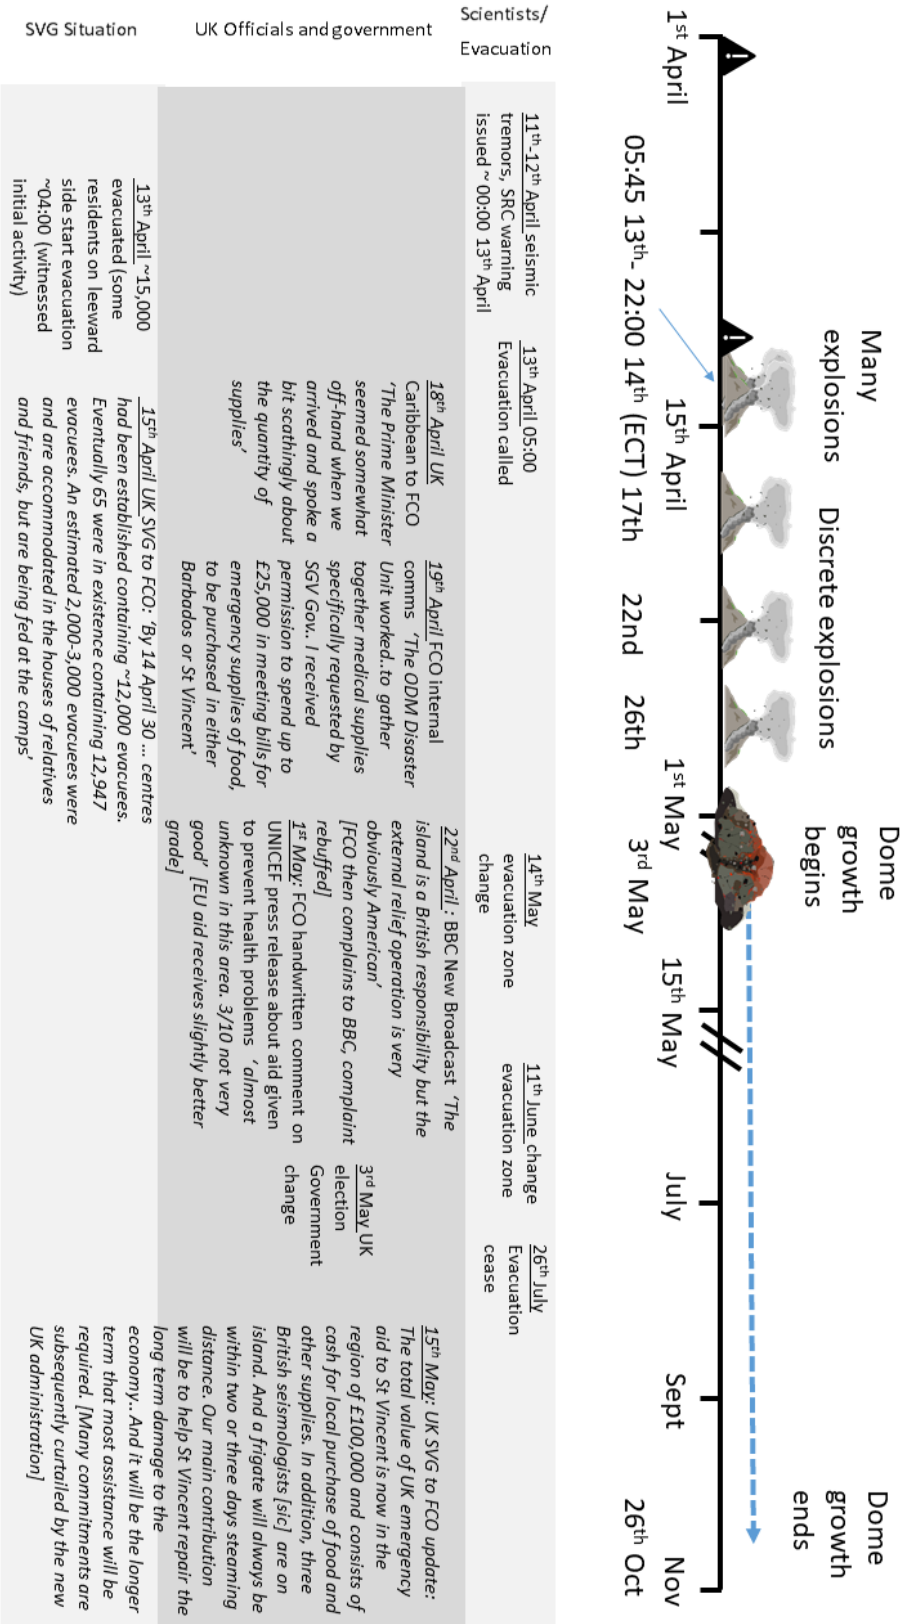 Many
explosions
Discrete explosions
Dome
growth
begins
Dome
growth
ends
!
!
1st April
15th April
1st May
15th May
July
Sept
Nov
05:45 13th- 22:00 14th (ECT)
17th
22nd
26th
3rd May
26th Oct
Scientists/
Evacuation
11th-12th April seismic
tremors, SRC warning
issued ~ 00:00 13th April
13th April 05:00
Evacuation called
14th May
evacuation zone
change
11th June change
evacuation zone
26th July
Evacuation
cease
UK Officials and government
18th April UK
Caribbean to FCO
‘The Prime Minister
seemed somewhat
off-hand when we
arrived and spoke a
bit scathingly about
the quantity of
supplies’
19th April FCO internal
comms ‘The ODM Disaster
Unit worked..to gather
together medical supplies
specifically requested by
SGV Gov.. I received
permission to spend up to
£25,000 in meeting bills for
emergency supplies of food,
to be purchased in either
Barbados or St Vincent’
22nd April : BBC New Broadcast ‘The
island is a British responsibility but the
external relief operation is very
obviously American’
[FCO then complains to BBC, complaint
rebuffed]
1st May: FCO handwritten comment on
UNICEF press release about aid given
to prevent health problems ‘almost
unknown in this area. 3/10 not very
good’ [EU aid receives slightly better
grade]
3rd May UK
election
Government
change
15th May: UK SVG to FCO update:
The total value of UK emergency
aid to St Vincent is now in the
region of £100,000 and consists of
cash for local purchase of food and
other supplies. In addition, three
British seismologists [sic] are on
island. And a frigate will always be
within two or three days steaming
distance. Our main contribution
will be to help St Vincent repair the
long term damage to the
economy.. And it will be the longer
term that most assistance will be
required. [Many commitments are
subsequently curtailed by the new
UK administration]
SVG Situation
13th April ~15,000
evacuated (some
residents on leeward
side start evacuation
~04:00 (witnessed
initial activity)
15th April UK SVG to FCO: ‘By 14 April 30 ... centres
had been established containing ~12,000 evacuees.
Eventually 65 were in existence containing 12,947
evacuees. An estimated 2,000-3,000 evacuees were
and are accommodated in the houses of relatives
and friends, but are being fed at the camps’